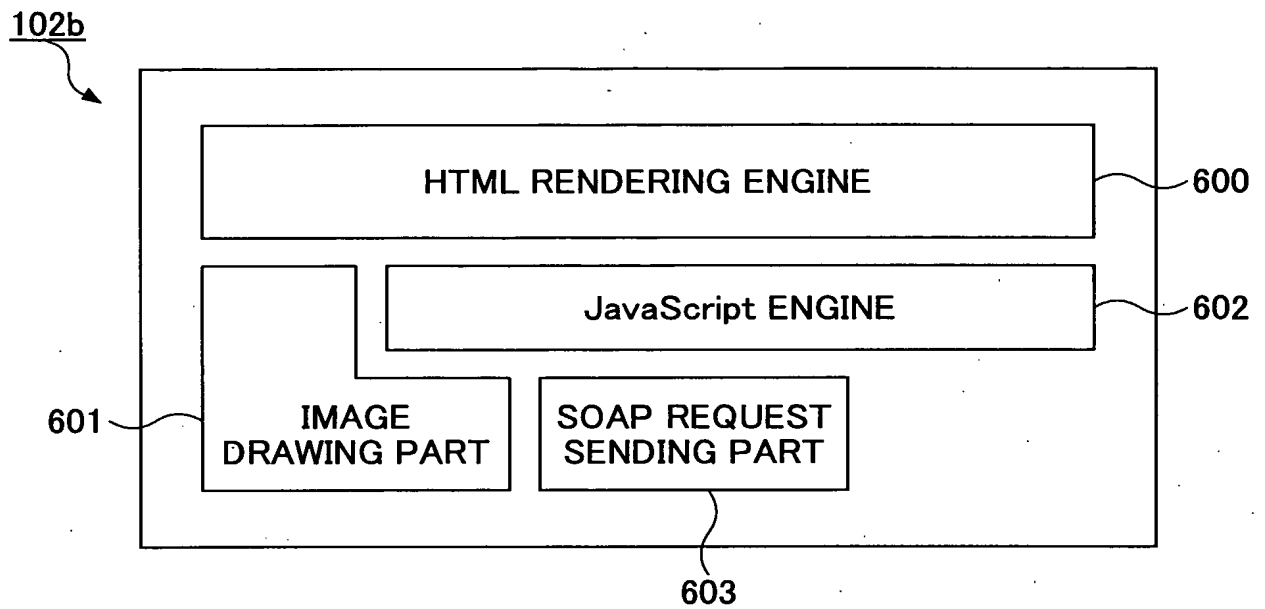 102b
HTML RENDERING ENGINE
600
JavaScript ENGINE
602
601
IMAGE
DRAWING PART
SOAP REQUEST
SENDING PART
603